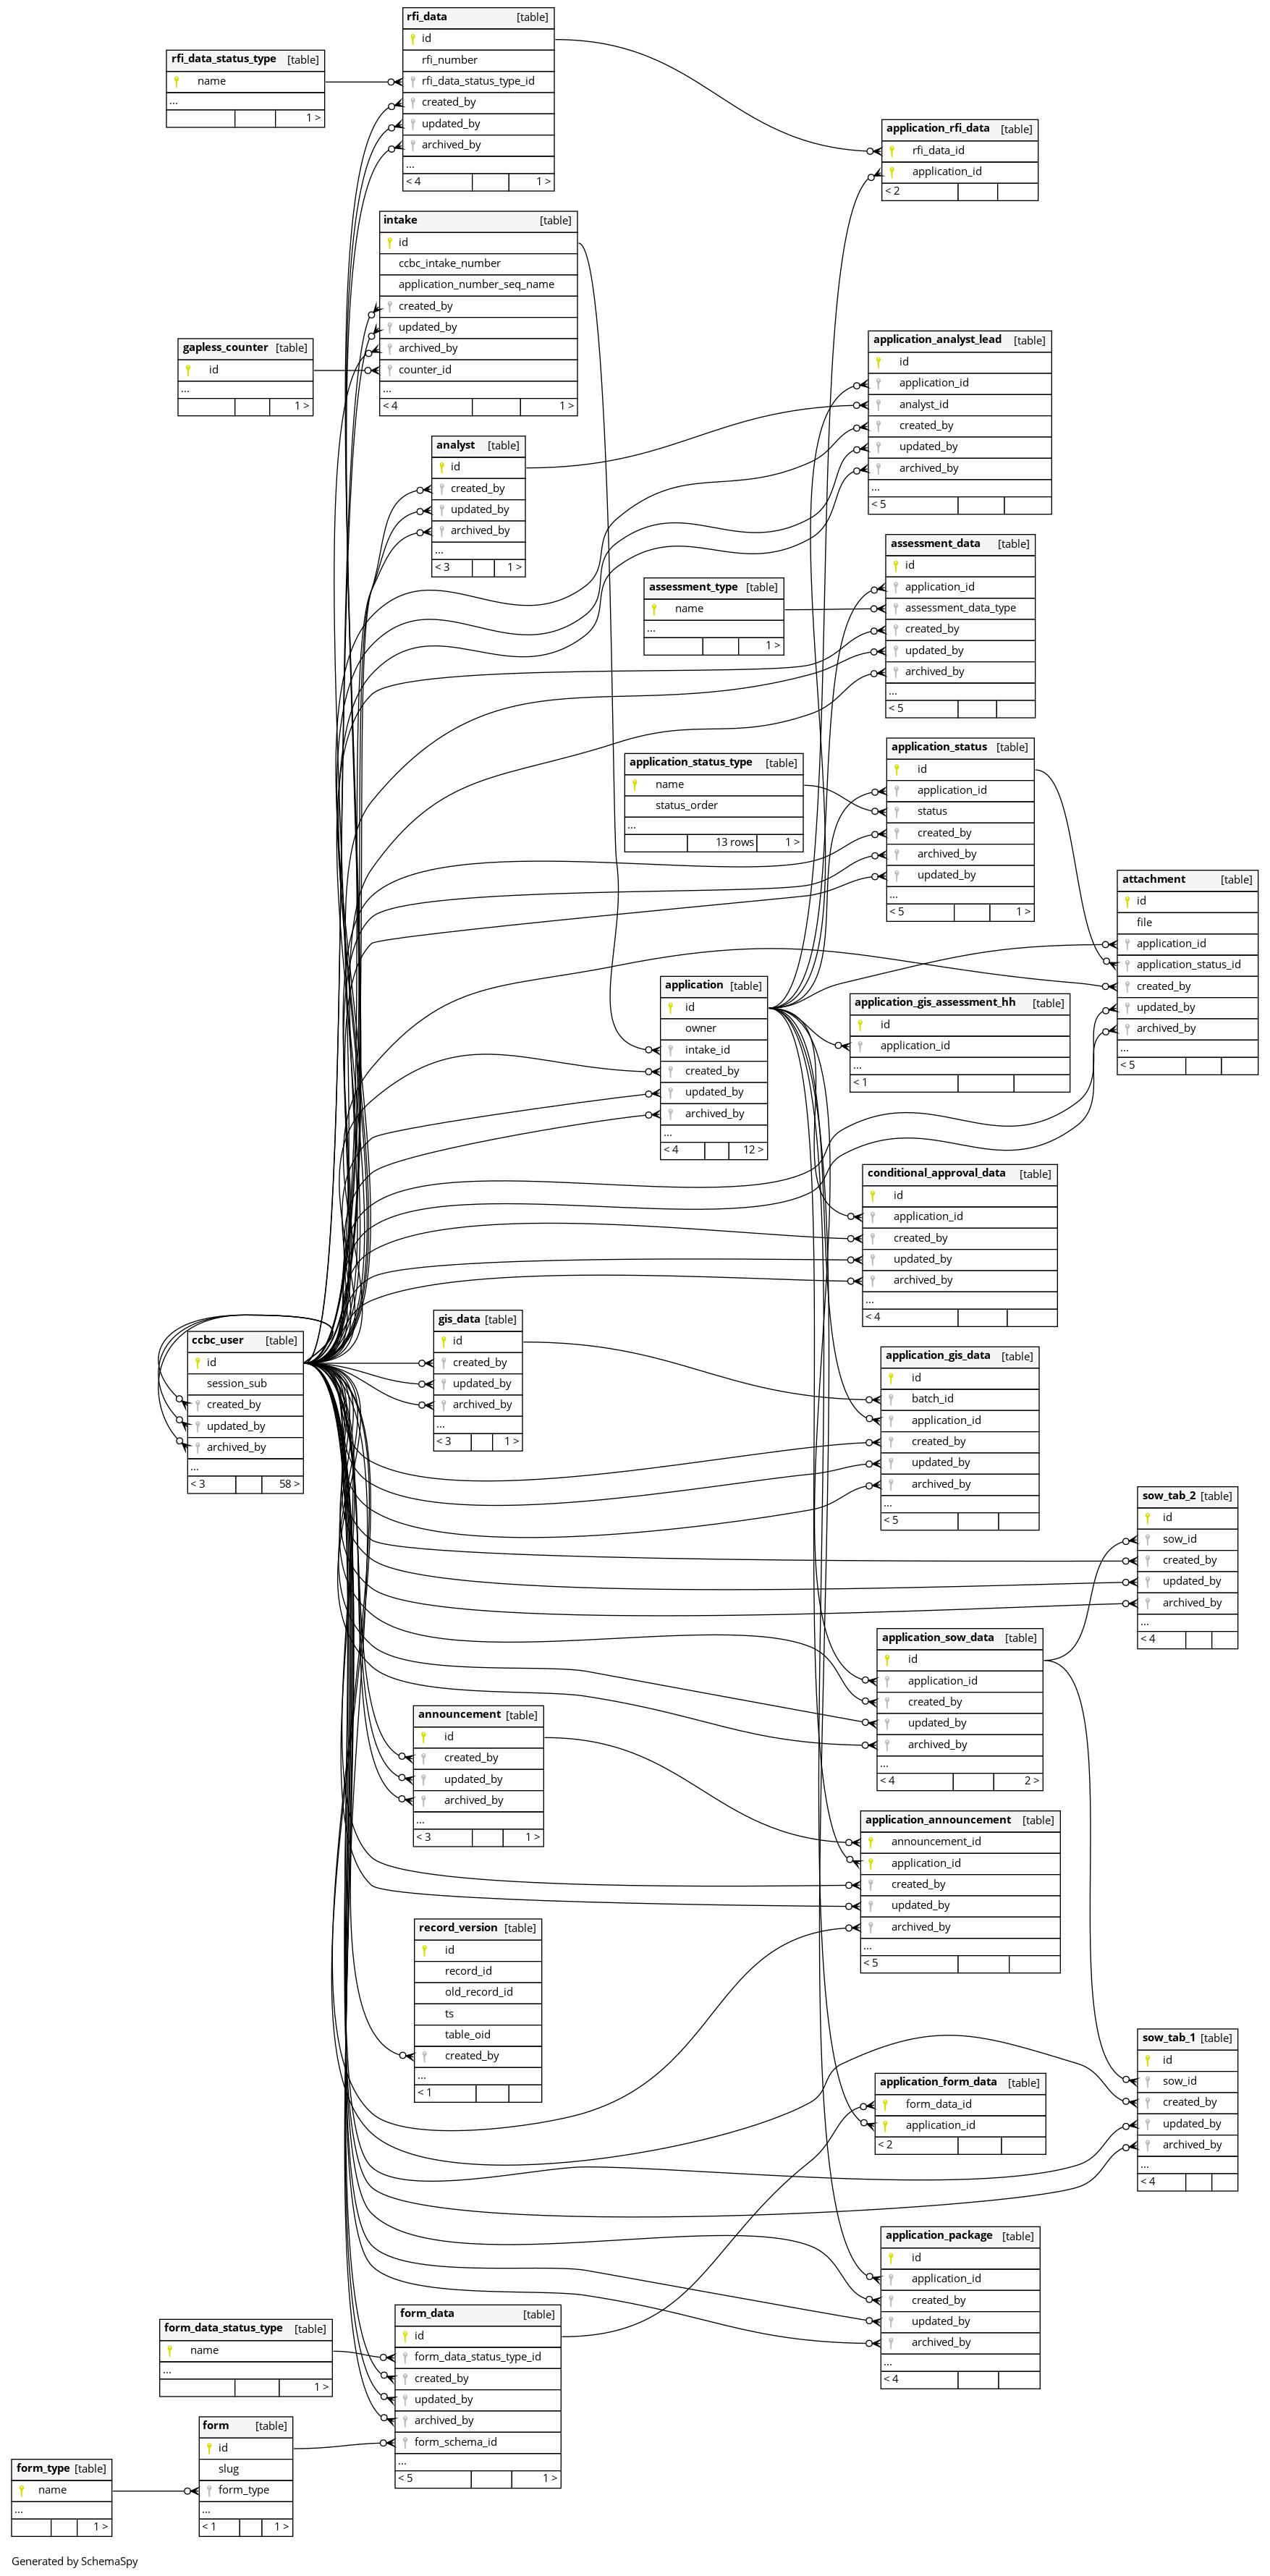 rfi_data [table]
id
rfi_number
rfi_data_status_type_id
created_by
updated_by
archived_by
...
< 4 1 >
rfi_data_status_type [table]
name
...
1 >
application_rfi_data [table]
rfi_data_id
application_id
< 2
intake [table]
id
ccbc_intake_number
application_number_seq_name
created_by
updated_by
archived_by
counter_id
...
< 4 1 >
gapless_counter [table]
id
...
1 >
application_analyst_lead [table]
id
application_id
analyst_id
created_by
updated_by
archived_by
...
< 5
analyst [table]
id
created_by
updated_by
archived_by
...
< 3 1 >
assessment_data [table]
id
application_id
assessment_data_type
created_by
updated_by
archived_by
...
< 5
assessment_type [table]
name
...
1 >
application_status [table]
id
application_id
status
created_by
archived_by
updated_by
...
< 5 1 >
application_status_type [table]
name
status_order
...
13 rows 1 >
attachment [table]
id
file
application_id
application_status_id
created_by
updated_by
archived_by
...
< 5
application [table]
id
owner
intake_id
created_by
updated_by
archived_by
...
< 4 12 >
application_gis_assessment_hh [table]
id
application_id
...
< 1
conditional_approval_data [table]
id
application_id
created_by
updated_by
archived_by
...
< 4
ccbc_user [table]
id
session_sub
created_by
updated_by
archived_by
...
< 3 58 >
gis_data [table]
id
created_by
updated_by
archived_by
...
< 3 1 >
application_gis_data [table]
id
batch_id
application_id
created_by
updated_by
archived_by
...
< 5
sow_tab_2 [table]
id
sow_id
created_by
updated_by
archived_by
...
< 4
application_sow_data [table]
id
application_id
created_by
updated_by
archived_by
...
< 4 2 >
announcement [table]
id
created_by
updated_by
archived_by
...
< 3 1 >
application_announcement [table]
announcement_id
application_id
created_by
updated_by
archived_by
...
< 5
record_version [table]
id
record_id
old_record_id
ts
table_oid
created_by
...
< 1
sow_tab_1 [table]
id
sow_id
created_by
updated_by
archived_by
...
< 4
application_form_data [table]
form_data_id
application_id
< 2
application_package [table]
id
application_id
created_by
updated_by
archived_by
...
< 4
form_data [table]
id
form_data_status_type_id
created_by
updated_by
archived_by
form_schema_id
...
< 5 1 >
form_data_status_type [table]
name
...
1 >
form [table]
id
slug
form_type
...
< 1 1 >
form_type [table]
name
...
1 >
Generated by SchemaSpy